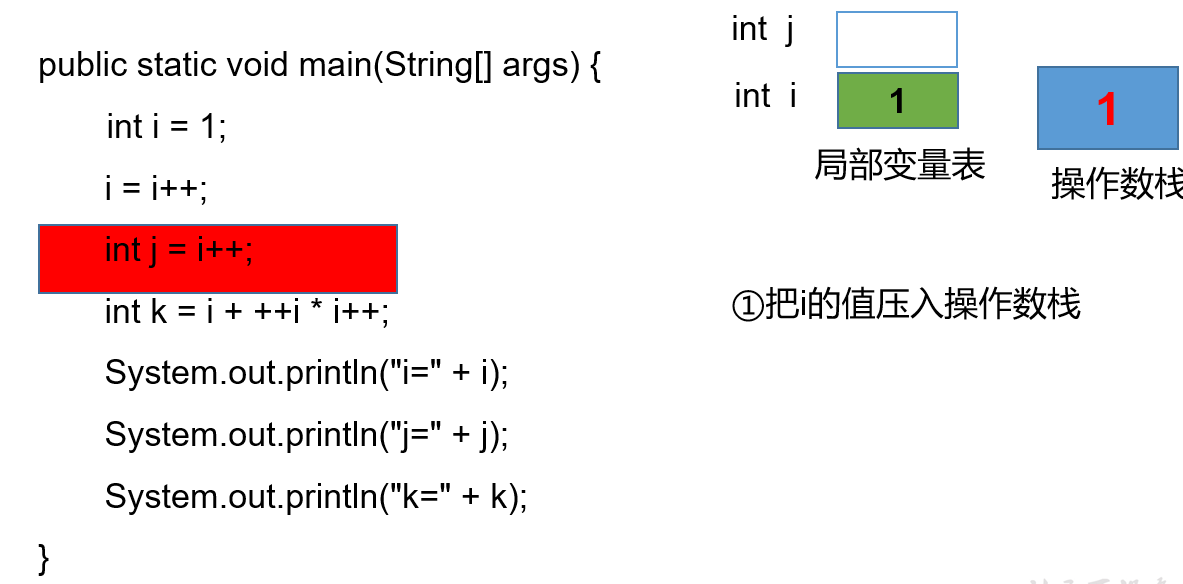 public static void main(String[] args) {
int i = 1;
i = i++;
int j = i++;
int k = i + ++i * i++;
System.out.println("i=" + i);
System.out.println("j=" + j);
System.out.println("k=" + k);
}
int j
int i
1
1
局部变量表
操作数栈
①把i的值压入操作数栈